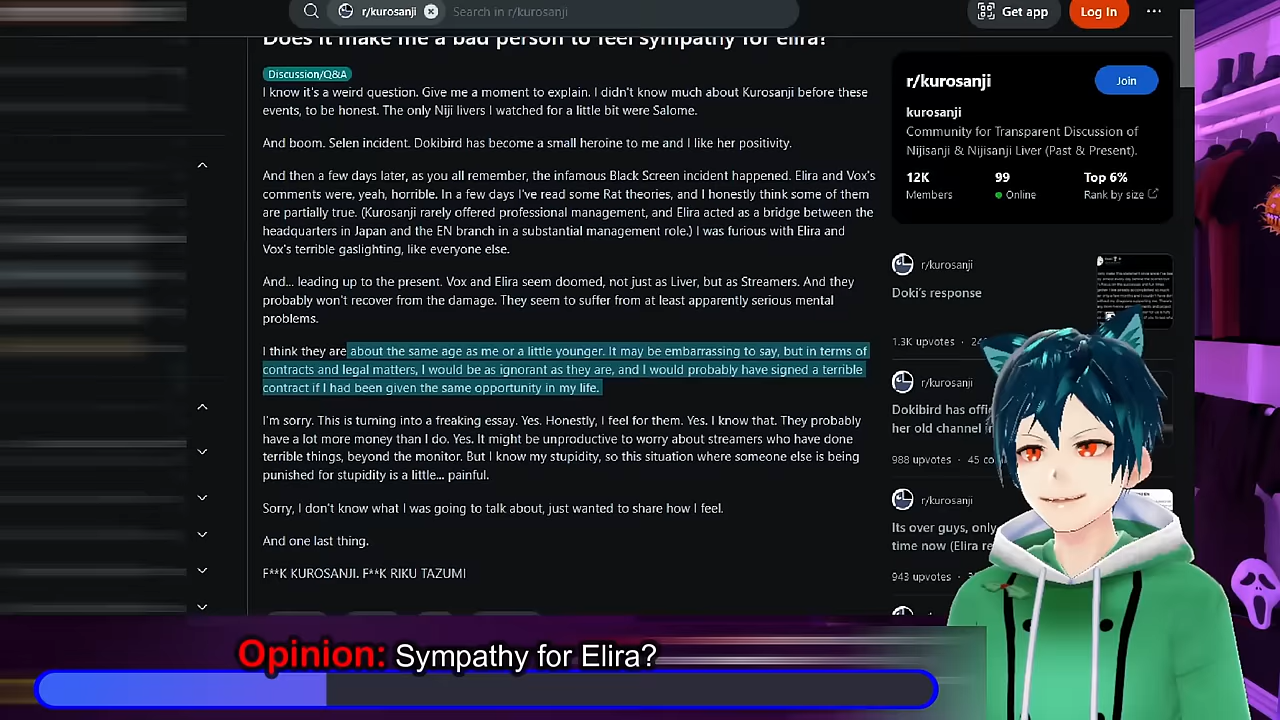 r/kurosanji
Search in r/kurosanji
Get app
Log In
Does it make me a bad person to feel sympathy for elira?
Discussion/Q&A
I know it's a weird question. Give me a moment to explain. I didn't know much about Kurosanji before these
events, to be honest. The only Niji livers I watched for a little bit were Salome.
And boom. Selen incident. Dokibird has become a small heroine to me and I like her positivity.
And then a few days later, as you all remember, the infamous Black Screen incident happened. Elira and Vox's
comments were, yeah, horrible. In a few days I've read some Rat theories, and I honestly think some of them
are partially true. (Kurosanji rarely offered professional management, and Elira acted as a bridge between the
headquarters in Japan and the EN branch in a substantial management role.) I was furious with Elira and
Vox's terrible gaslighting, like everyone else.
And... leading up to the present. Vox and Elira seem doomed, not just as Liver, but as Streamers. And they
probably won't recover from the damage. They seem to suffer from at least apparently serious mental
problems.
I think they are about the same age as me or a little younger. It may be embarrassing to say, but in terms of
contracts and legal matters, I would be as ignorant as they are, and I would probably have signed a terrible
contract if I had been given the same opportunity in my life.
I'm sorry. This is turning into a freaking essay. Yes. Honestly, I feel for them. Yes. I know that. They probably
have a lot more money than I do. Yes. It might be unproductive to worry about streamers who have done
terrible things, beyond the monitor. But I know my stupidity, so this situation where someone else is being
punished for stupidity is a little... painful.
Sorry, I don't know what I was going to talk about, just wanted to share how I feel.
And one last thing.
F**K KUROSANJI. F**K RIKU TAZUMI
r/kurosanji
Join
kurosanji
Community for Transparent Discussion of
Nijisanji & Nijisanji Liver (Past & Present).
12K
99
Top 6%
Members
Online
Rank by size
r/kurosanji
Doki's response
1.3K upvotes
r/kurosanji
Dokibird has
her old channel
988 upvotes
r/kurosanji
Its over guys, only
time now (Elira
943 upvotes
Opinion: Sympathy for Elira?